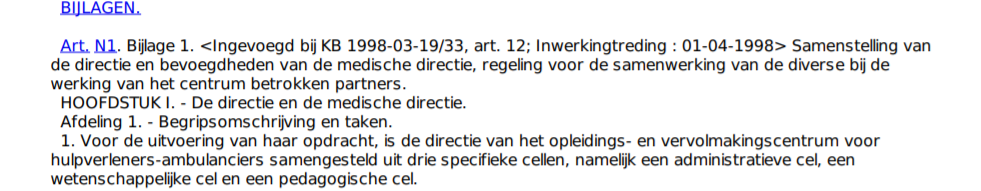 BIJLAGEN.
Art. N1. Bijlage 1. <Ingevoegd bij KB 1998-03-19/33, art. 12; Inwerkingtreding : 01-04-1998> Samenstelling van
de directie en bevoegdheden van de medische directie, regeling voor de samenwerking van de diverse bij de
werking van het centrum betrokken partners.
HOOFDSTUK I. - De directie en de medische directie.
Afdeling 1. - Begripsomschrijving en taken.
1. Voor de uitvoering van haar opdracht, is de directie van het opleidings- en vervolmakingscentrum voor
hulpverleners-ambulanciers samengesteld uit drie specifieke cellen, namelijk een administratieve cel, een
wetenschappelijke cel en een pedagogische cel.